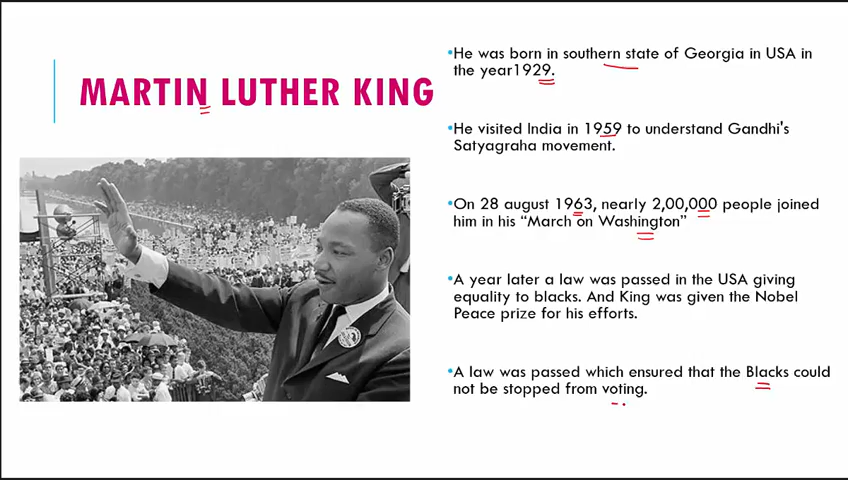 MARTIN LUTHER KING
•He was born in southern state of Georgia in USA in
the year1929.
•He visited India in 1959 to understand Gandhi's
Satyagraha movement.
•On 28 august 1963, nearly 2,00,000 people joined
him in his “March on Washington”
•A year later a law was passed in the USA giving
equality to blacks. And King was given the Nobel
Peace prize for his efforts.
•A law was passed which ensured that the Blacks could
not be stopped from voting.